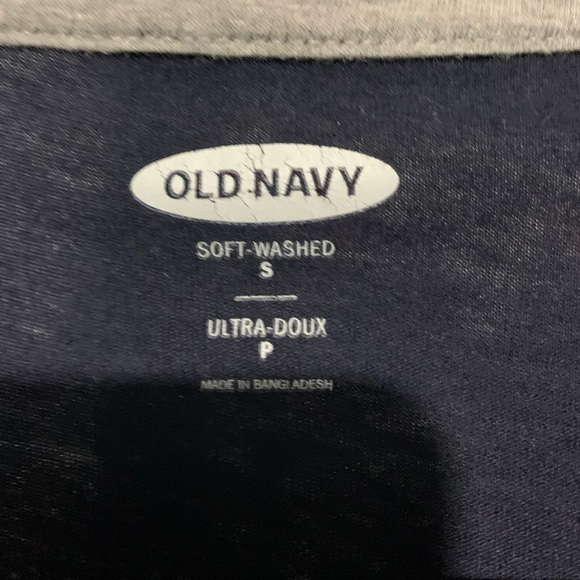 OLD NAVY
SOFT-WASHED
S
ULTRA-DOUX
P
MADE IN BANGLADESH